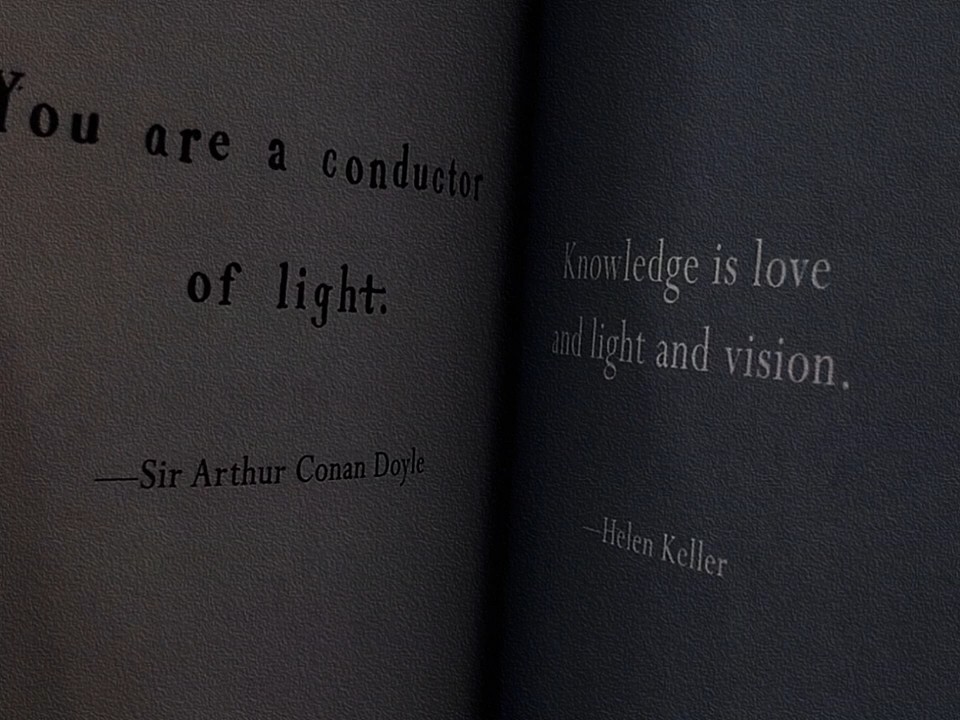 You are a conductor
of light.
—Sir Arthur Conan Doyle
Knowledge is love
and light and vision.
—Helen Keller